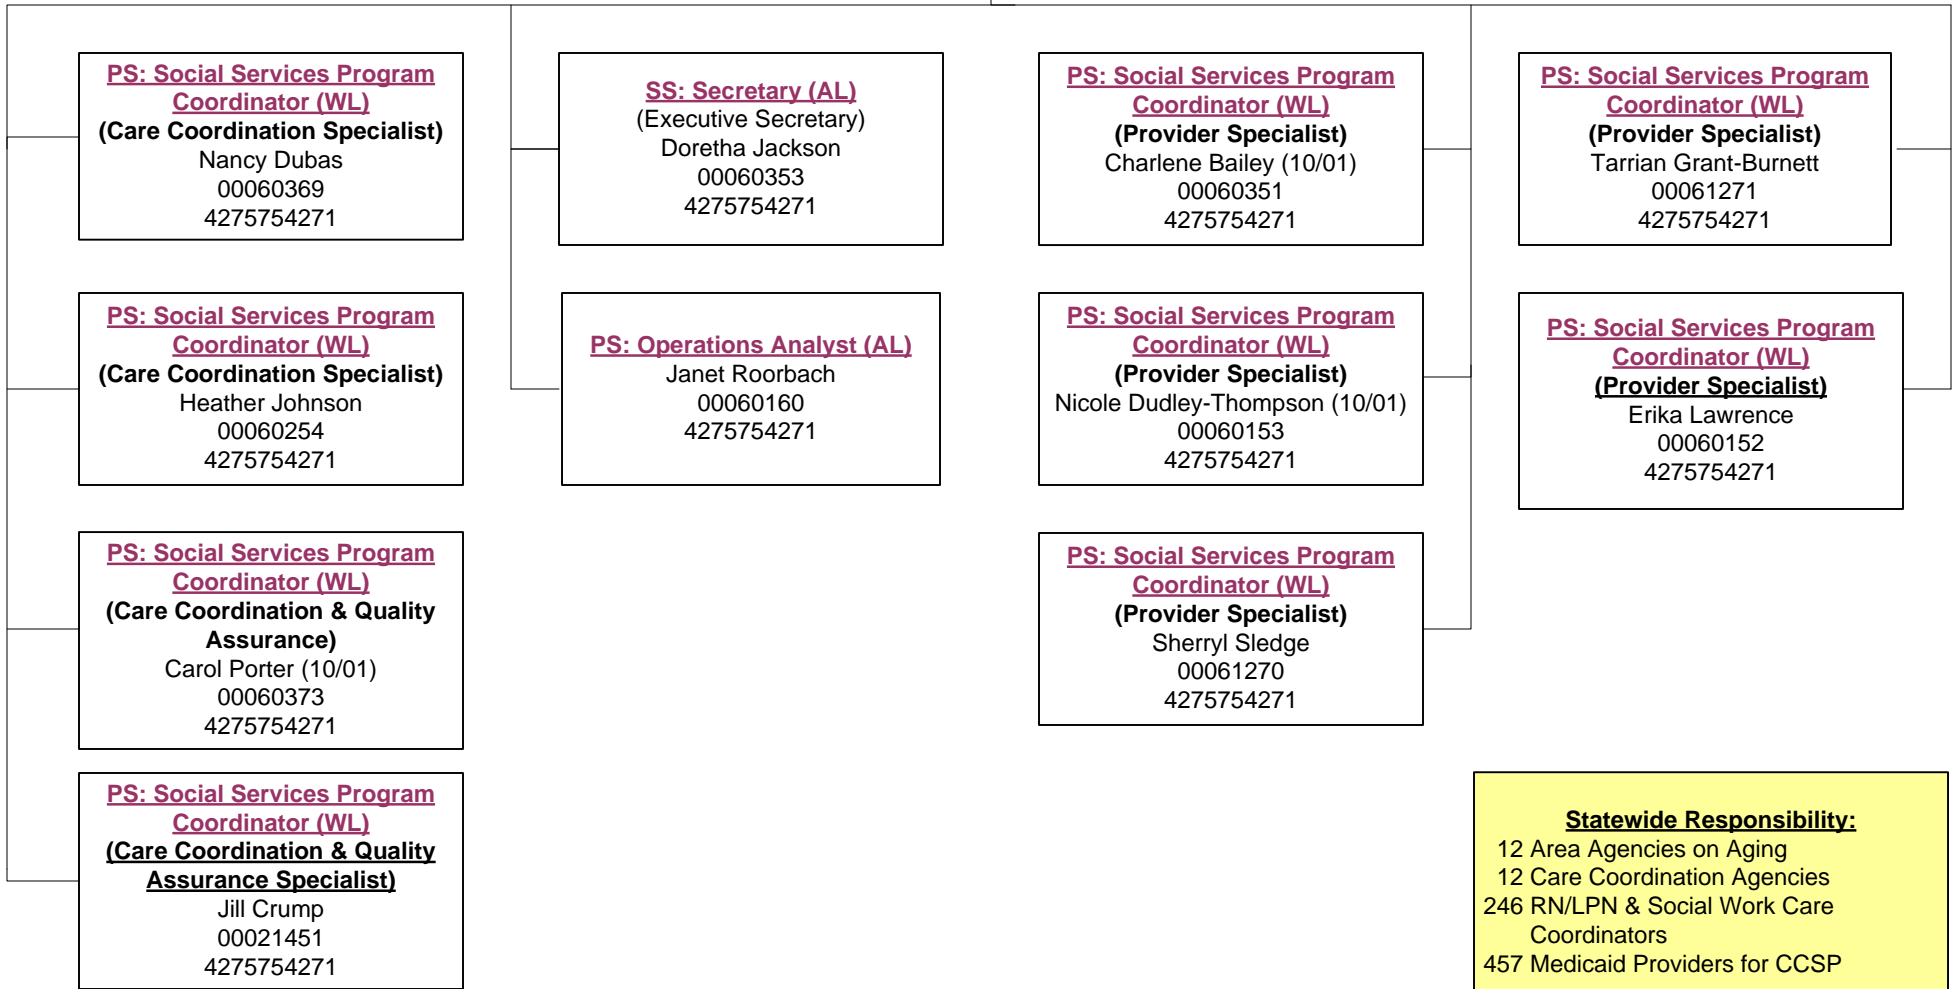 PS: Social Services Program
Coordinator (WL)
(Care Coordination Specialist)
Nancy Dubas
00060369
4275754271
PS: Social Services Program
Coordinator (WL)
(Care Coordination Specialist)
Heather Johnson
00060254
4275754271
PS: Social Services Program
Coordinator (WL)
(Care Coordination & Quality
Assurance)
Carol Porter (10/01)
00060373
4275754271
PS: Social Services Program
Coordinator (WL)
(Care Coordination & Quality
Assurance Specialist)
Jill Crump
00021451
4275754271
SS: Secretary (AL)
(Executive Secretary)
Doretha Jackson
00060353
4275754271
PS: Operations Analyst (AL)
Janet Roorbach
00060160
4275754271
PS: Social Services Program
Coordinator (WL)
(Provider Specialist)
Charlene Bailey (10/01)
00060351
4275754271
PS: Social Services Program
Coordinator (WL)
(Provider Specialist)
Nicole Dudley-Thompson (10/01)
00060153
4275754271
PS: Social Services Program
Coordinator (WL)
(Provider Specialist)
Sherryl Sledge
00061270
4275754271
PS: Social Services Program
Coordinator (WL)
(Provider Specialist)
Tarrian Grant-Burnett
00061271
4275754271
PS: Social Services Program
Coordinator (WL)
(Provider Specialist)
Erika Lawrence
00060152
4275754271
Statewide Responsibility:
12 Area Agencies on Aging
12 Care Coordination Agencies
246 RN/LPN & Social Work Care
Coordinators
457 Medicaid Providers for CCSP